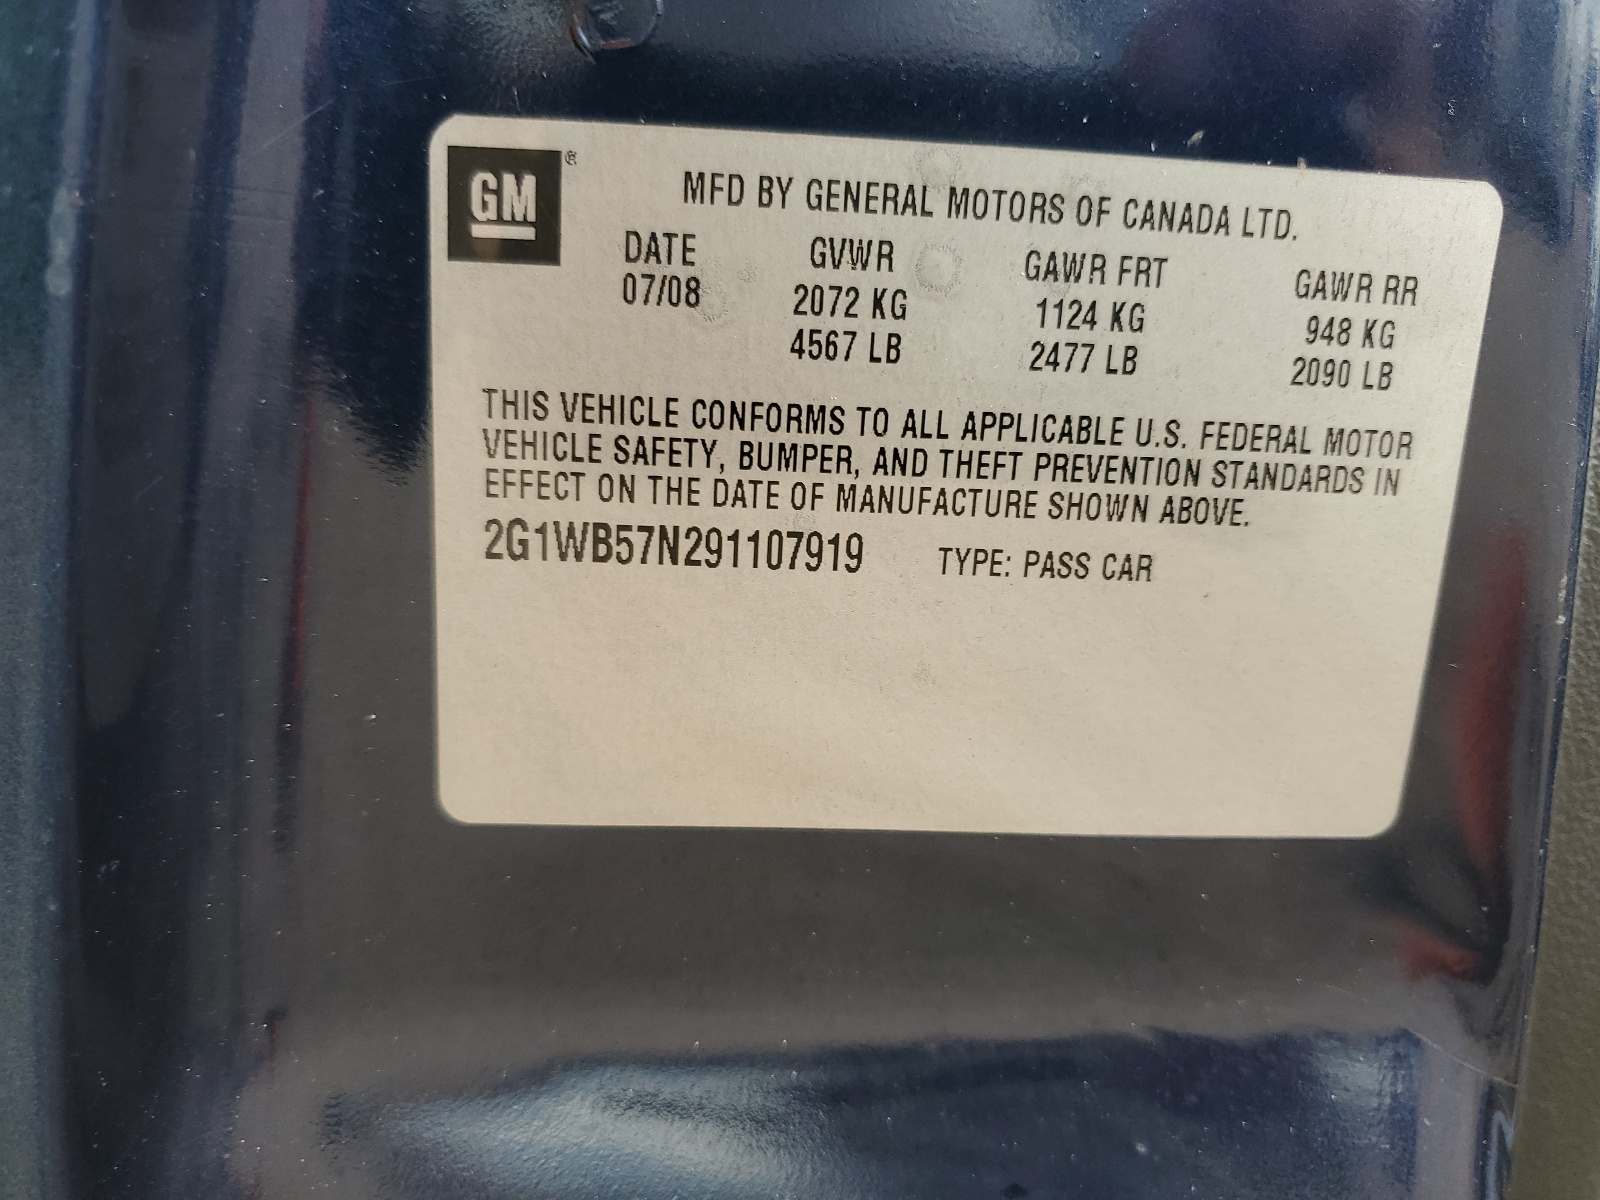 GM®
MFD BY GENERAL MOTORS OF CANADA LTD.
DATE GVWR GAWR FRT GAWR RR
07/08 2072 KG 1124 KG 948 KG
4567 LB 2477 LB 2090 LB
THIS VEHICLE CONFORMS TO ALL APPLICABLE U.S. FEDERAL MOTOR
VEHICLE SAFETY, BUMPER, AND THEFT PREVENTION STANDARDS IN
EFFECT ON THE DATE OF MANUFACTURE SHOWN ABOVE.
2G1WB57N291107919 TYPE: PASS CAR